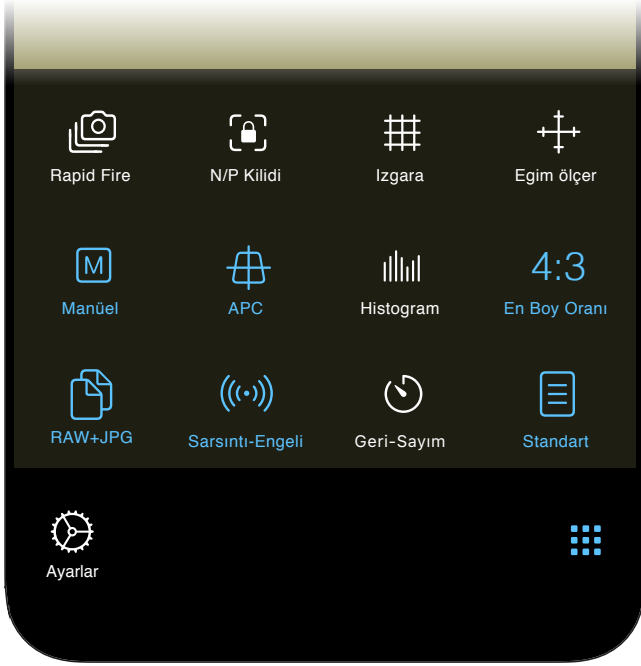 Rapid Fire
N/P Kilidi
Izgara
Egim ölçer
M
Manüel
APC
Histogram
4:3
En Boy Oranı
RAW+JPG
Sarsıntı-Engeli
Geri-Sayım
Standart
Ayarlar